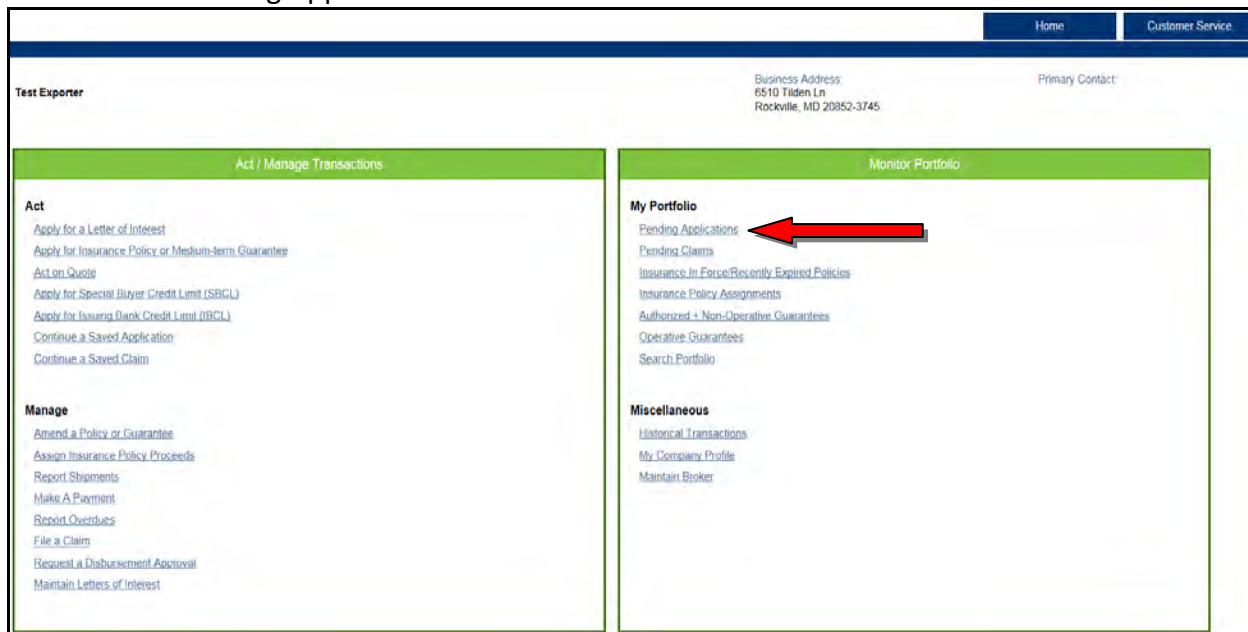 Home
Customer Service
Test Exporter
Business Address:
6510 Tilden Ln
Rockville, MD 20852-3745
Primary Contact:
Act / Manage Transactions
Act
Apply for a Letter of Interest
Apply for Insurance Policy or Medium-term Guarantee
Act on Quote
Apply for Special Buyer Credit Limit (SBCL)
Apply for Issuing Bank Credit Limit (IBCL)
Continue a Saved Application
Continue a Saved Claim
Manage
Amend a Policy or Guarantee
Assign Insurance Policy Proceeds
Report Shipments
Make A Payment
Report Overdues
File a Claim
Request a Disbursement Approval
Maintain Letters of Interest
Monitor Portfolio
My Portfolio
Pending Applications
Pending Claims
Insurance In Force/Recently Expired Policies
Insurance Policy Assignments
Authorized + Non-Operative Guarantees
Operative Guarantees
Search Portfolio
Miscellaneous
Historical Transactions
My Company Profile
Maintain Broker